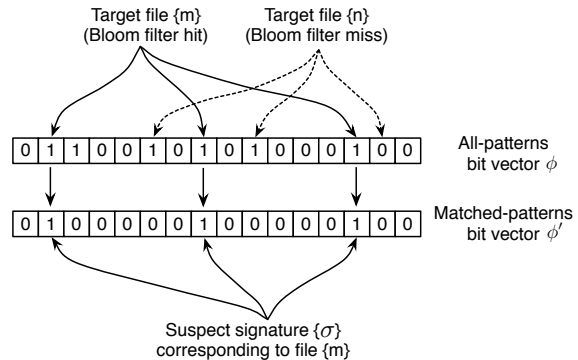 Target file {m}
(Bloom filter hit)
Target file {n}
(Bloom filter miss)
0 1 1 0 0 1 0 1 0 1 0 0 0 1 0 0
All-patterns
bit vector ϕ
0 1 0 0 0 0 0 1 0 0 0 0 0 1 0 0
Matched-patterns
bit vector ϕ′
Suspect signature {σ}
corresponding to file {m}